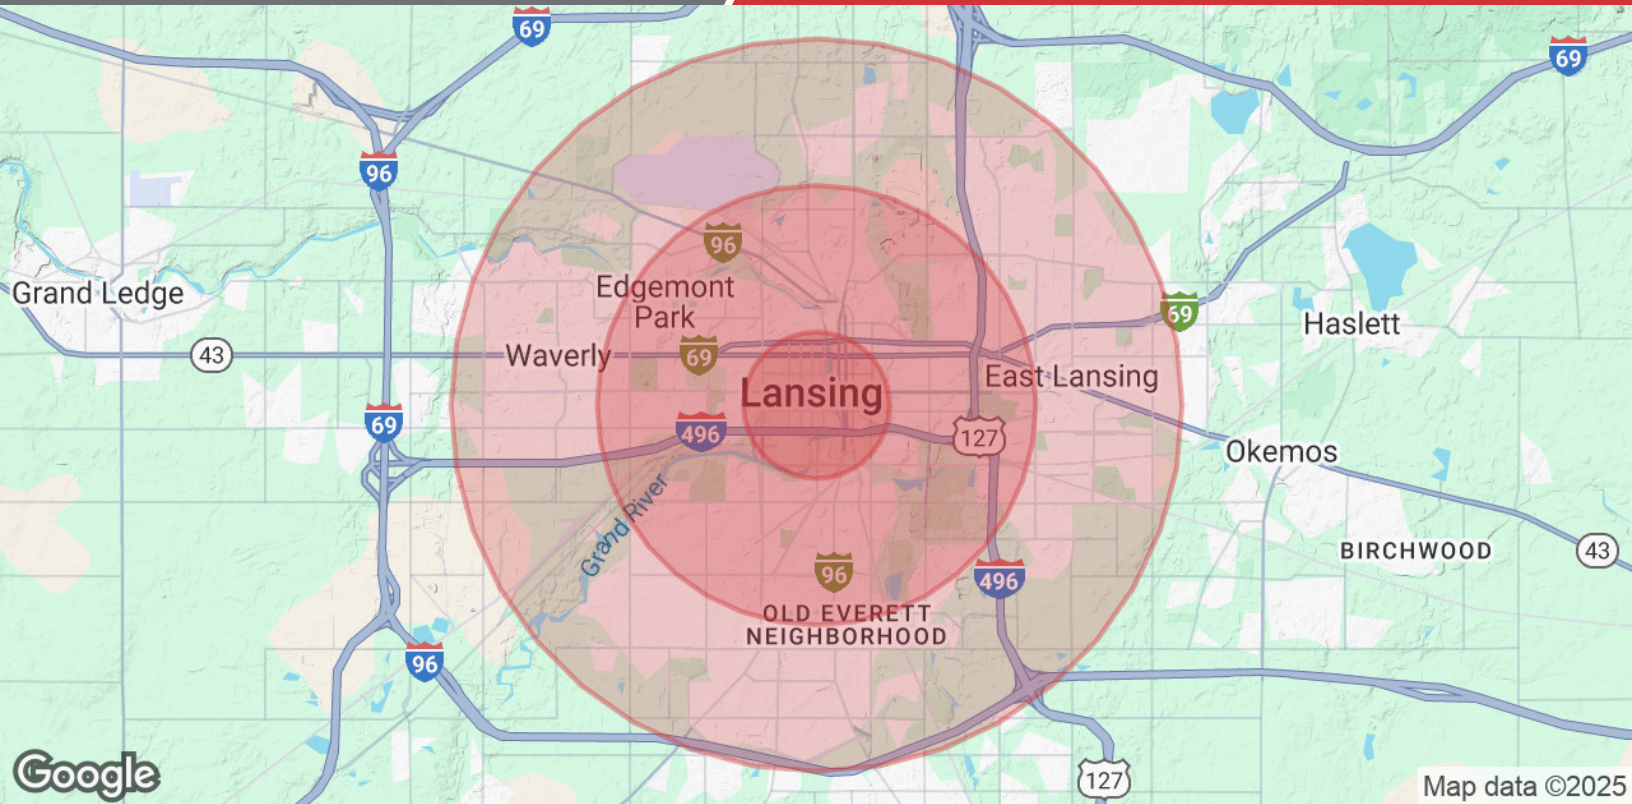 69
69
96
96
Edgemont
Park
Grand Ledge
69
Haslett
43
Waverly
69
East Lansing
Lansing
69
496
127
Okemos
Grand River
BIRCHWOOD
43
96
496
OLD EVERETT
NEIGHBORHOOD
96
Google
127
Map data ©2025